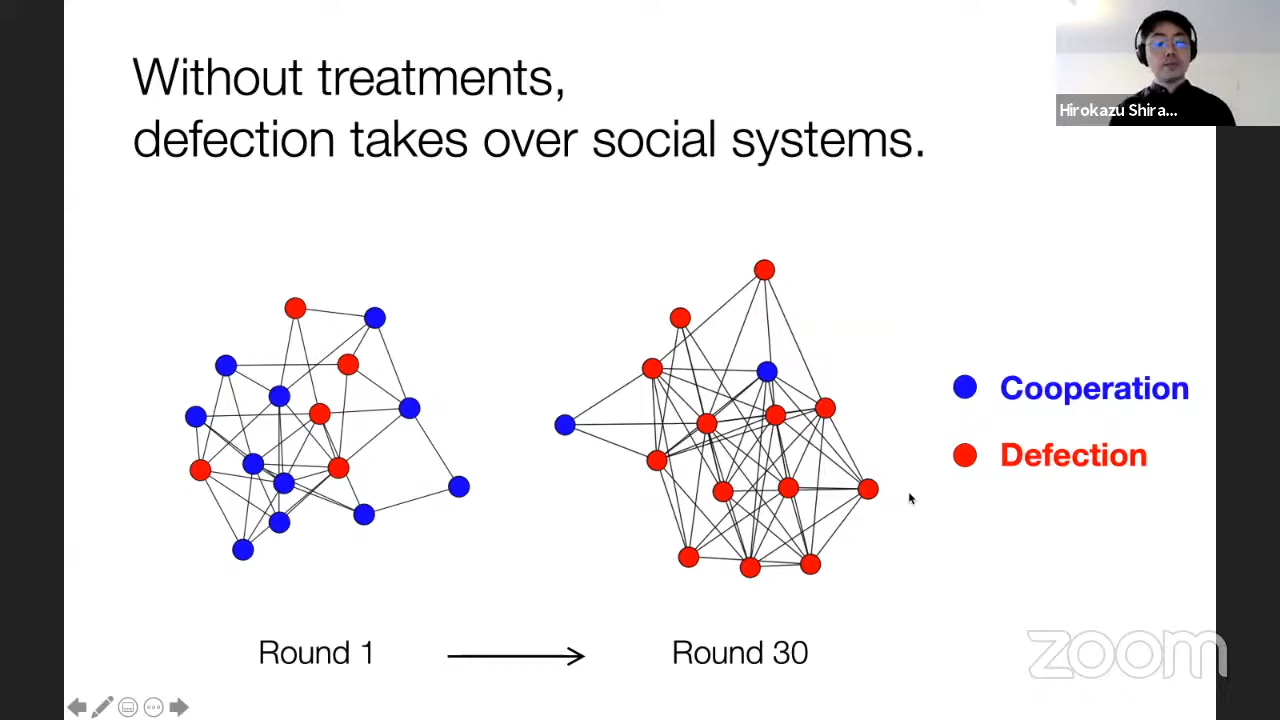 Without treatments,
defection takes over social systems.
Hirokazu Shira...
Cooperation
Defection
Round 1
Round 30
zoom